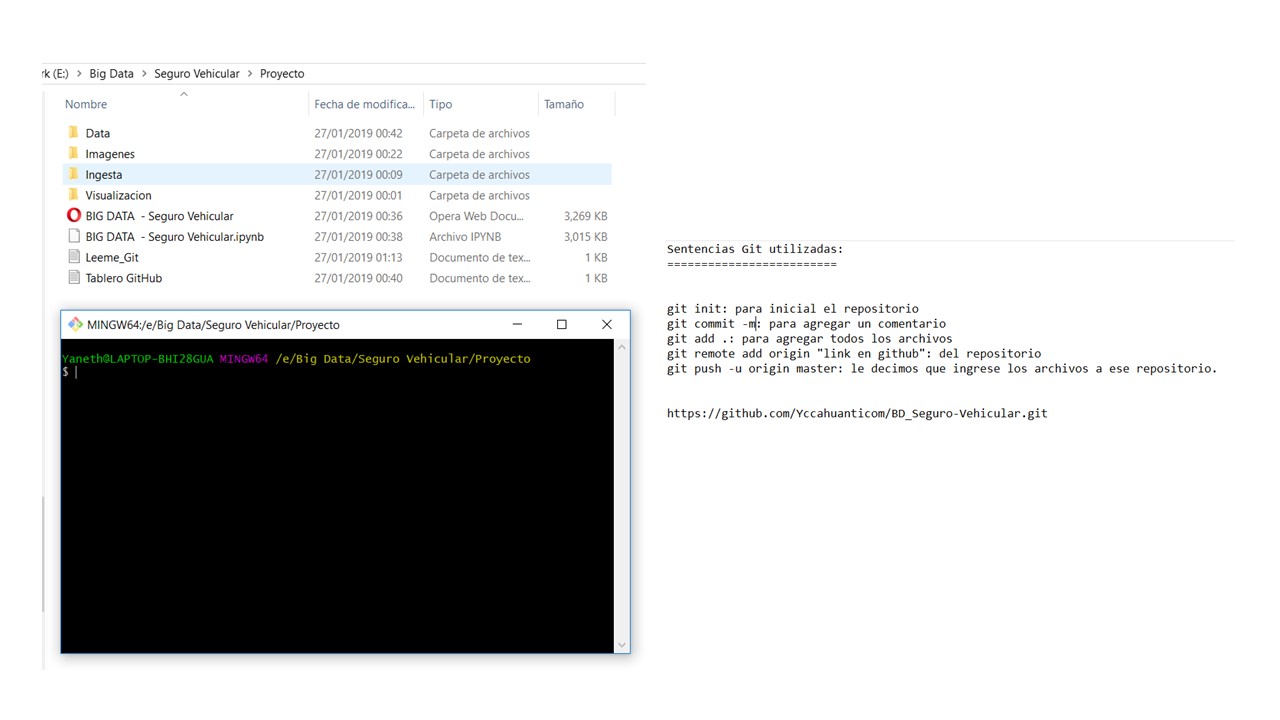 rk (E:) > Big Data > Seguro Vehicular > Proyecto
Nombre Fecha de modifica... Tipo Tamaño
Data 27/01/2019 00:42 Carpeta de archivos
Imagenes 27/01/2019 00:22 Carpeta de archivos
Ingesta 27/01/2019 00:09 Carpeta de archivos
Visualizacion 27/01/2019 00:01 Carpeta de archivos
BIG DATA - Seguro Vehicular 27/01/2019 00:36 Opera Web Docu... 3,269 KB
BIG DATA - Seguro Vehicular.ipynb 27/01/2019 00:38 Archivo IPYNB 3,015 KB
Leeme_Git 27/01/2019 01:13 Documento de tex... 1 KB
Tablero GitHub 27/01/2019 00:40 Documento de tex... 1 KB
MINGW64:/e/Big Data/Seguro Vehicular/Proyecto
Yaneth@LAPTOP-BHI28GUA MINGW64 /e/Big Data/Seguro Vehicular/Proyecto
$
Sentencias Git utilizadas:
=========================
git init: para inicial el repositorio
git commit -m: para agregar un comentario
git add .: para agregar todos los archivos
git remote add origin "link en github": del repositorio
git push -u origin master: le decimos que ingrese los archivos a ese repositorio.
https://github.com/Yccahuanticom/BD_Seguro-Vehicular.git